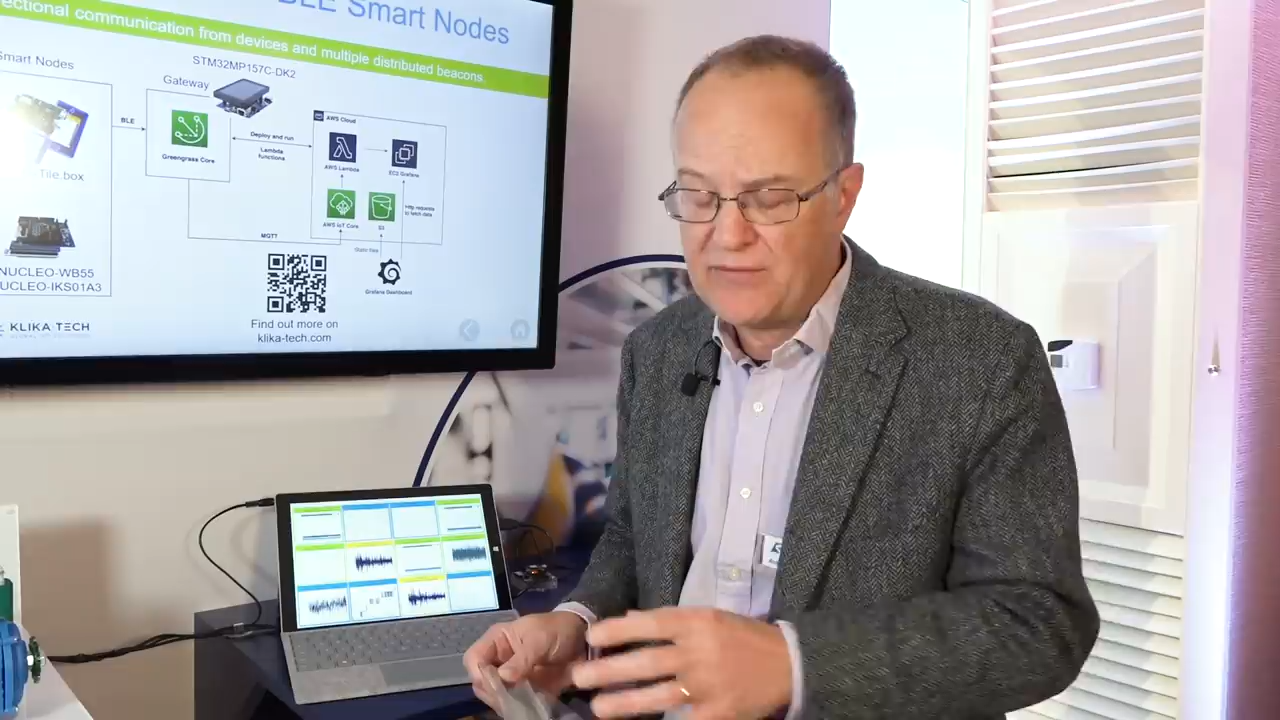 BLE Smart Nodes
ectional communication from devices and multiple distributed beacons.
Smart Nodes
STM32MP157C-DK2
Gateway
BLE
Greengrass Core
Deploy and run
Lambda
functions
AWS Cloud
AWS Lambda
EC2 Grafana
Tile.box
AWS IoT Core
S3
Http requests
to fetch data
MQTT
Static files
Grafana Dashboard
NUCLEO-WB55
UCLEO-IKS01A3
KLIKA TECH
Find out more on
klika-tech.com